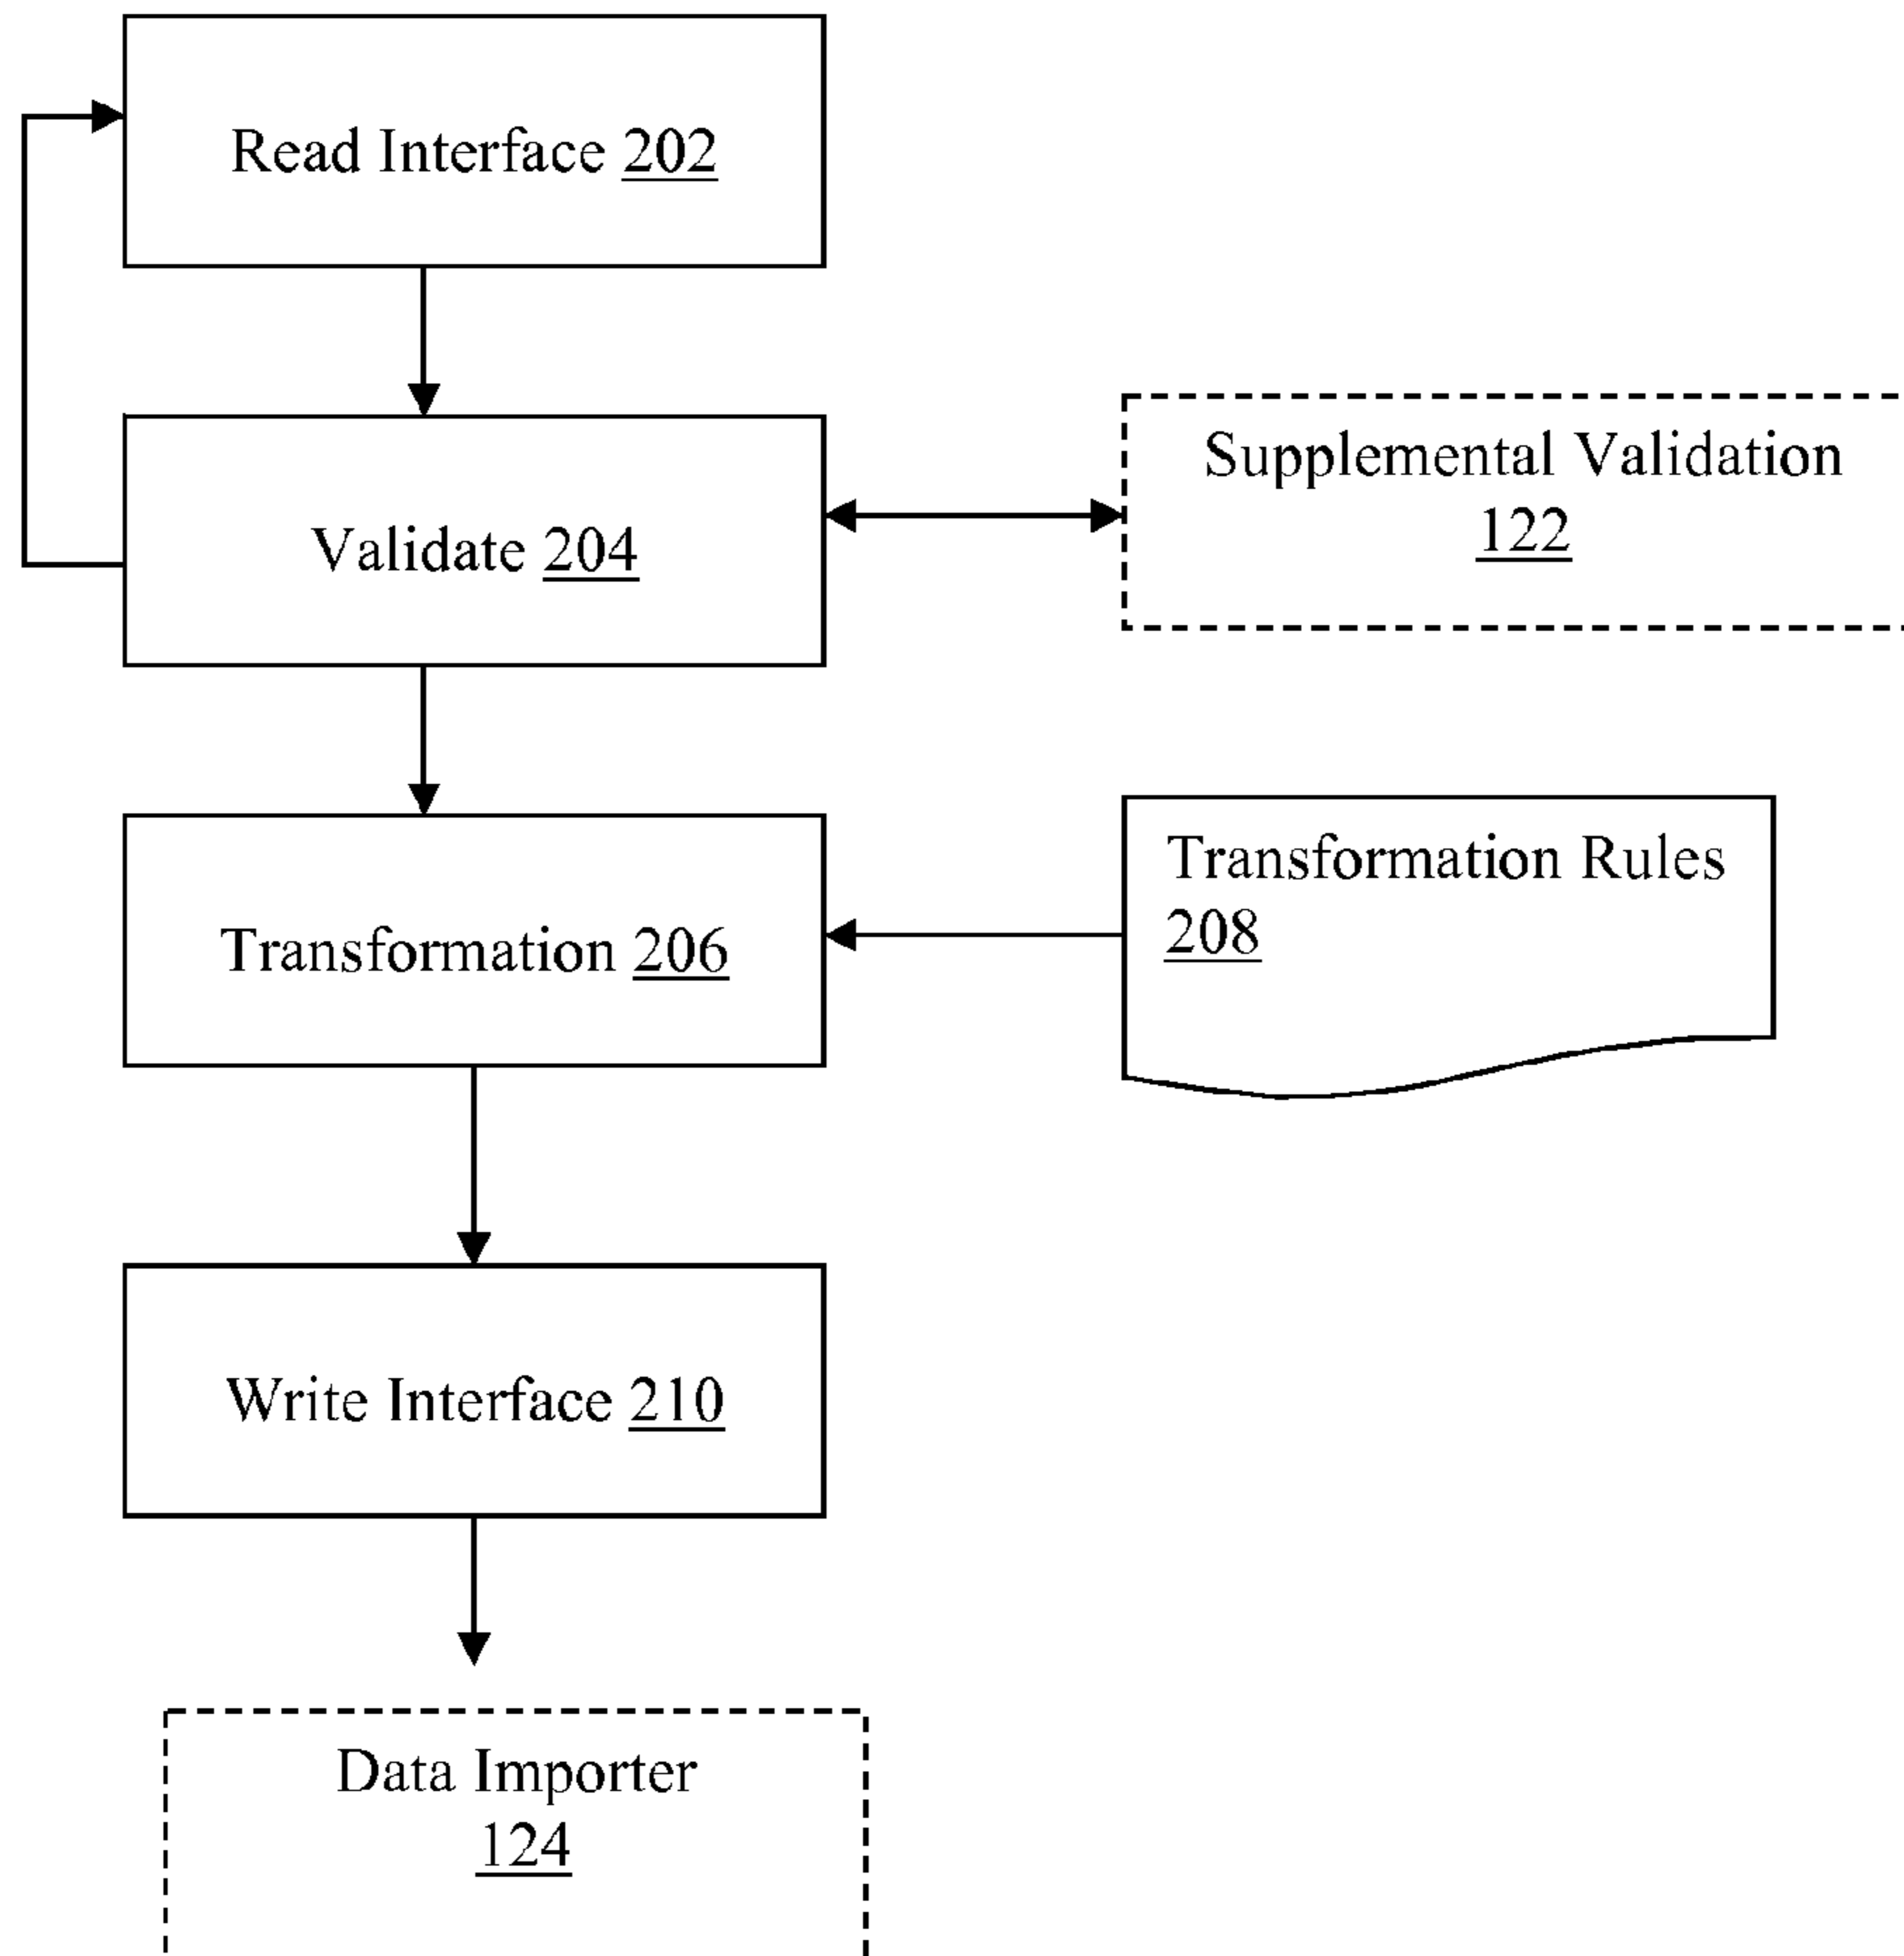 Read Interface 202
Supplemental Validation
122
Validate 204
Transformation Rules
208
Transformation 206
Write Interface 210
Data Importer
124